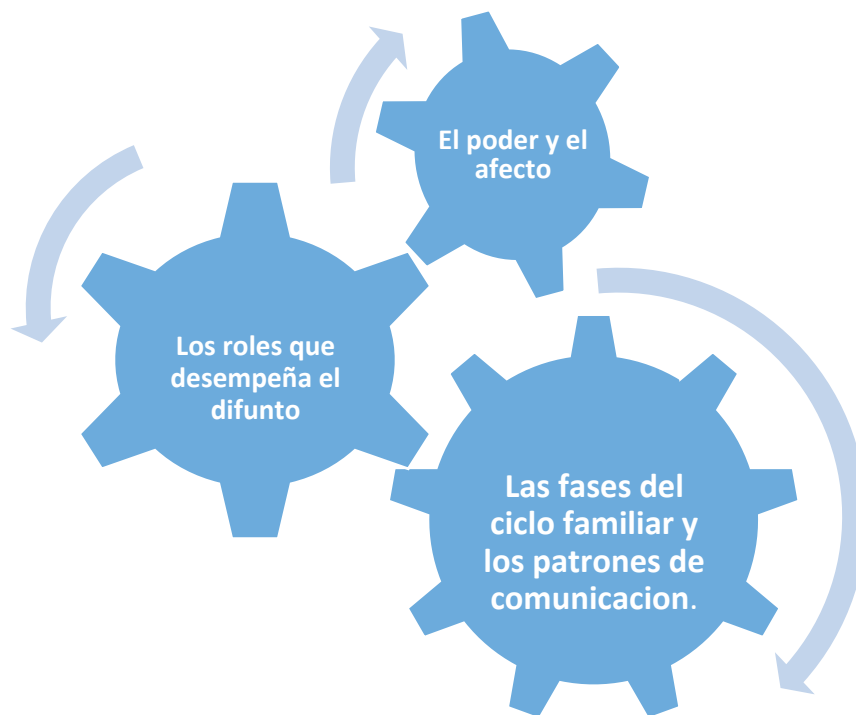 El poder y el
afecto
Los roles que
desempeña el
difunto
Las fases del
ciclo familiar y
los patrones de
comunicacion.